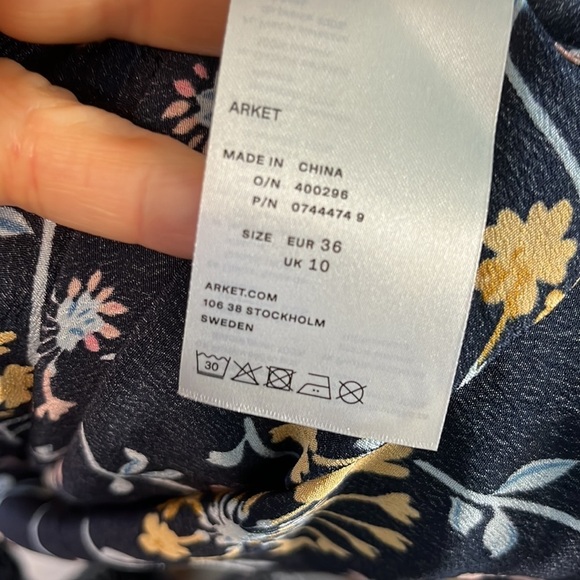 ARKET
MADE IN CHINA
O/N 400296
P/N 0744474 9
SIZE EUR 36
UK 10
ARKET.COM
106 38 STOCKHOLM
SWEDEN
30